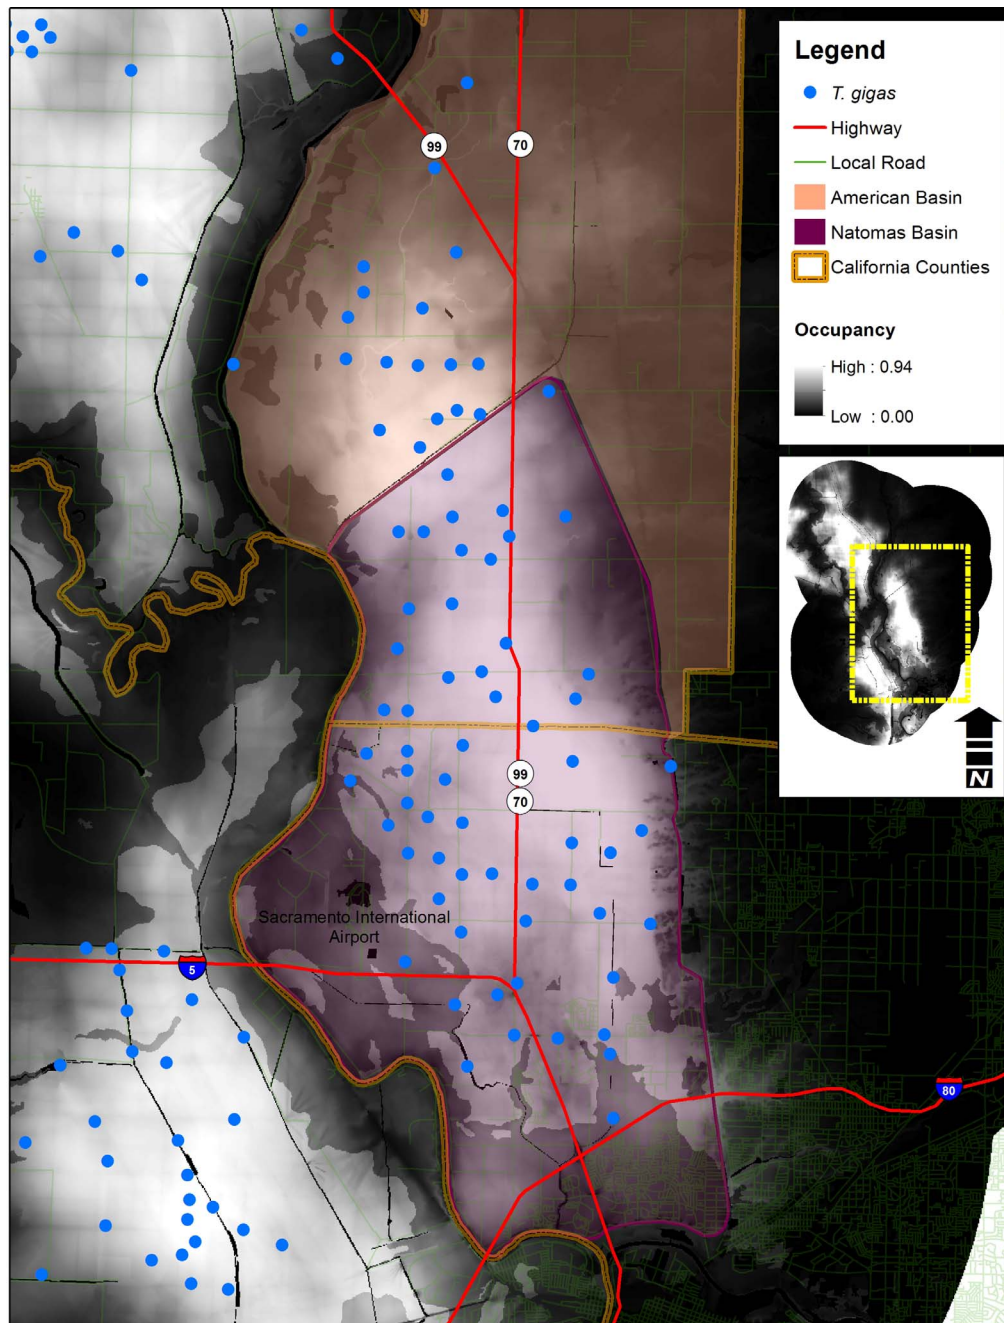 Legend
T. gigas
Highway
Local Road
American Basin
Natomas Basin
California Counties
Occupancy
High : 0.94
Low : 0.00
99
70
99
70
Sacramento International
Airport
5
80
N